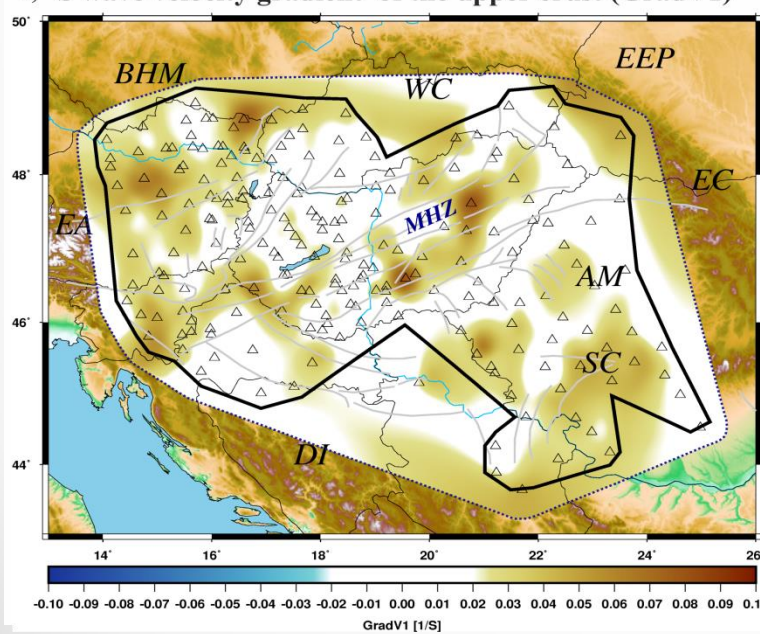 S wave velocity gradient of the upper crust (GradV1)
50°
BHM
WC
EEP
48°
EC
EA
MHZ
AM
46°
SC
DI
44°
14° 16° 18° 20° 22° 24° 26
-0.10 -0.09 -0.08 -0.07 -0.06 -0.05 -0.04 -0.03 -0.02 -0.01 0.00 0.01 0.02 0.03 0.04 0.05 0.06 0.07 0.08 0.09 0.1
GradV1 [1/S]